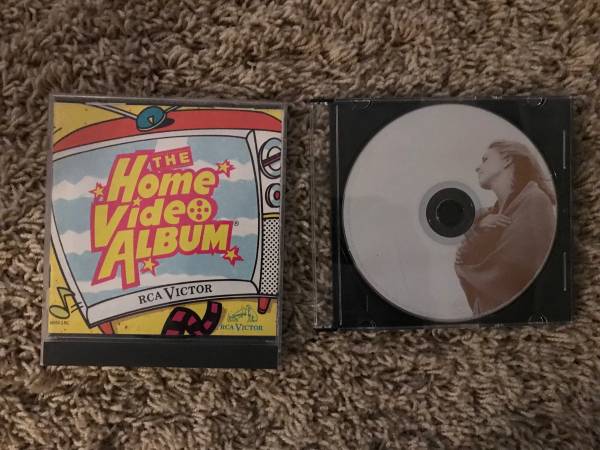 THE
Home
Video
ALBUM
RCA VICTOR
RCA VICTOR